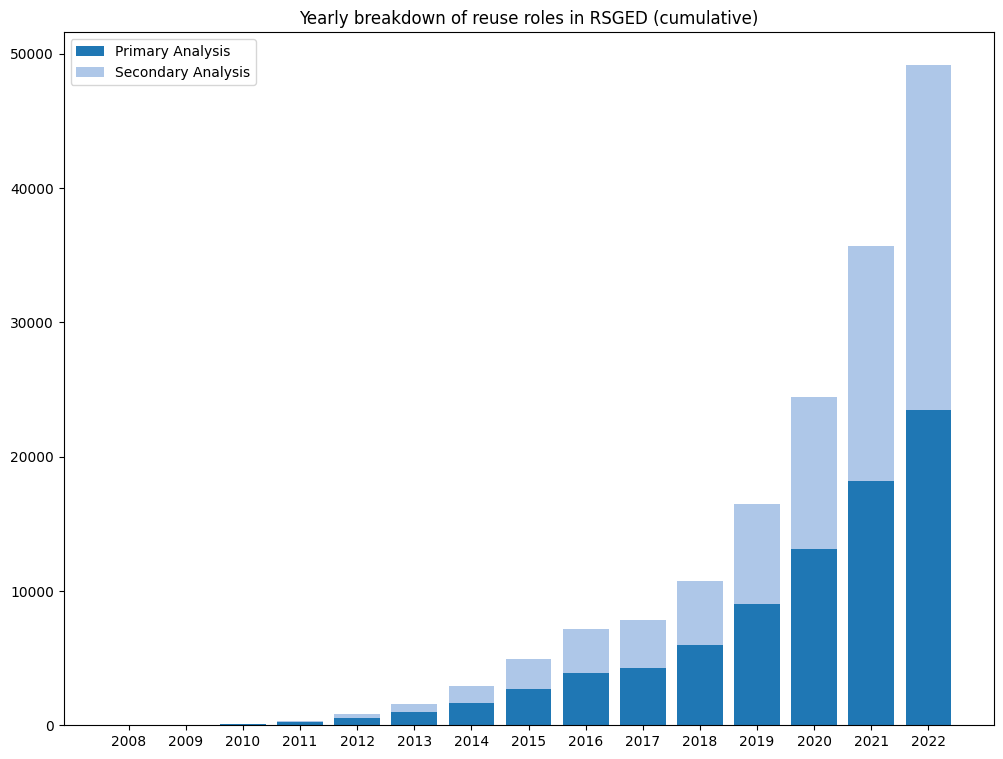 Yearly breakdown of reuse roles in RSGED (cumulative)
Primary Analysis
Secondary Analysis
50000
40000
30000
20000
10000
0
2008 2009 2010 2011 2012 2013 2014 2015 2016 2017 2018 2019 2020 2021 2022